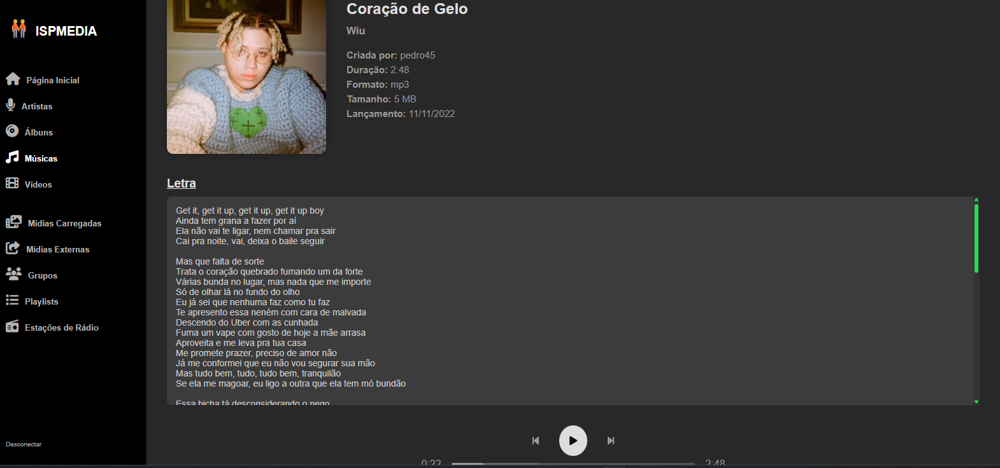 ISPMEDIA
Página Inicial
Artistas
Álbuns
Músicas
Vídeos
Mídias Carregadas
Mídias Externas
Grupos
Playlists
Estações de Rádio
Desconectar
Coração de Gelo
Wiu
Criada por: pedro45
Duração: 2:48
Formato: mp3
Tamanho: 5 MB
Lançamento: 11/11/2022
Letra
Get it, get it up, get it up, get it up boy
Ainda tem grana a fazer por aí
Ela não vai te ligar, nem chamar pra sair
Cai pra noite, vai, deixa o baile seguir
Mas que falta de sorte
Trata o coração quebrado fumando um da forte
Várias bunda no lugar, mas nada que me importe
Só de olhar lá no fundo do olho
Eu já sei que nenhuma faz como tu faz
Te apresento essa neném com cara de malvada
Descendo do Uber com as cunhada
Fuma um vape com gosto de hoje a mãe arrasa
Aproveita e me leva pra tua casa
Me promete prazer, preciso de amor não
Já me conformei que eu não vou segurar sua mão
Mas tudo bem, tudo, tudo bem, tranquilão
Se ela me magoar, eu ligo a outra que ela tem mó bundão
Essa bicha tá desconsiderando o nego
0:22
2:48